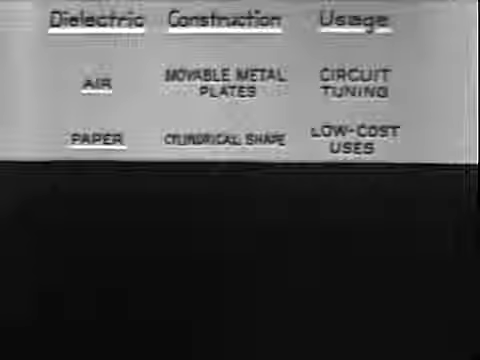 Dielectric Construction Usage
AIR MOVABLE METAL PLATES CIRCUIT TUNING
PAPER CYLINDRICAL SHAPE LOW-COST USES